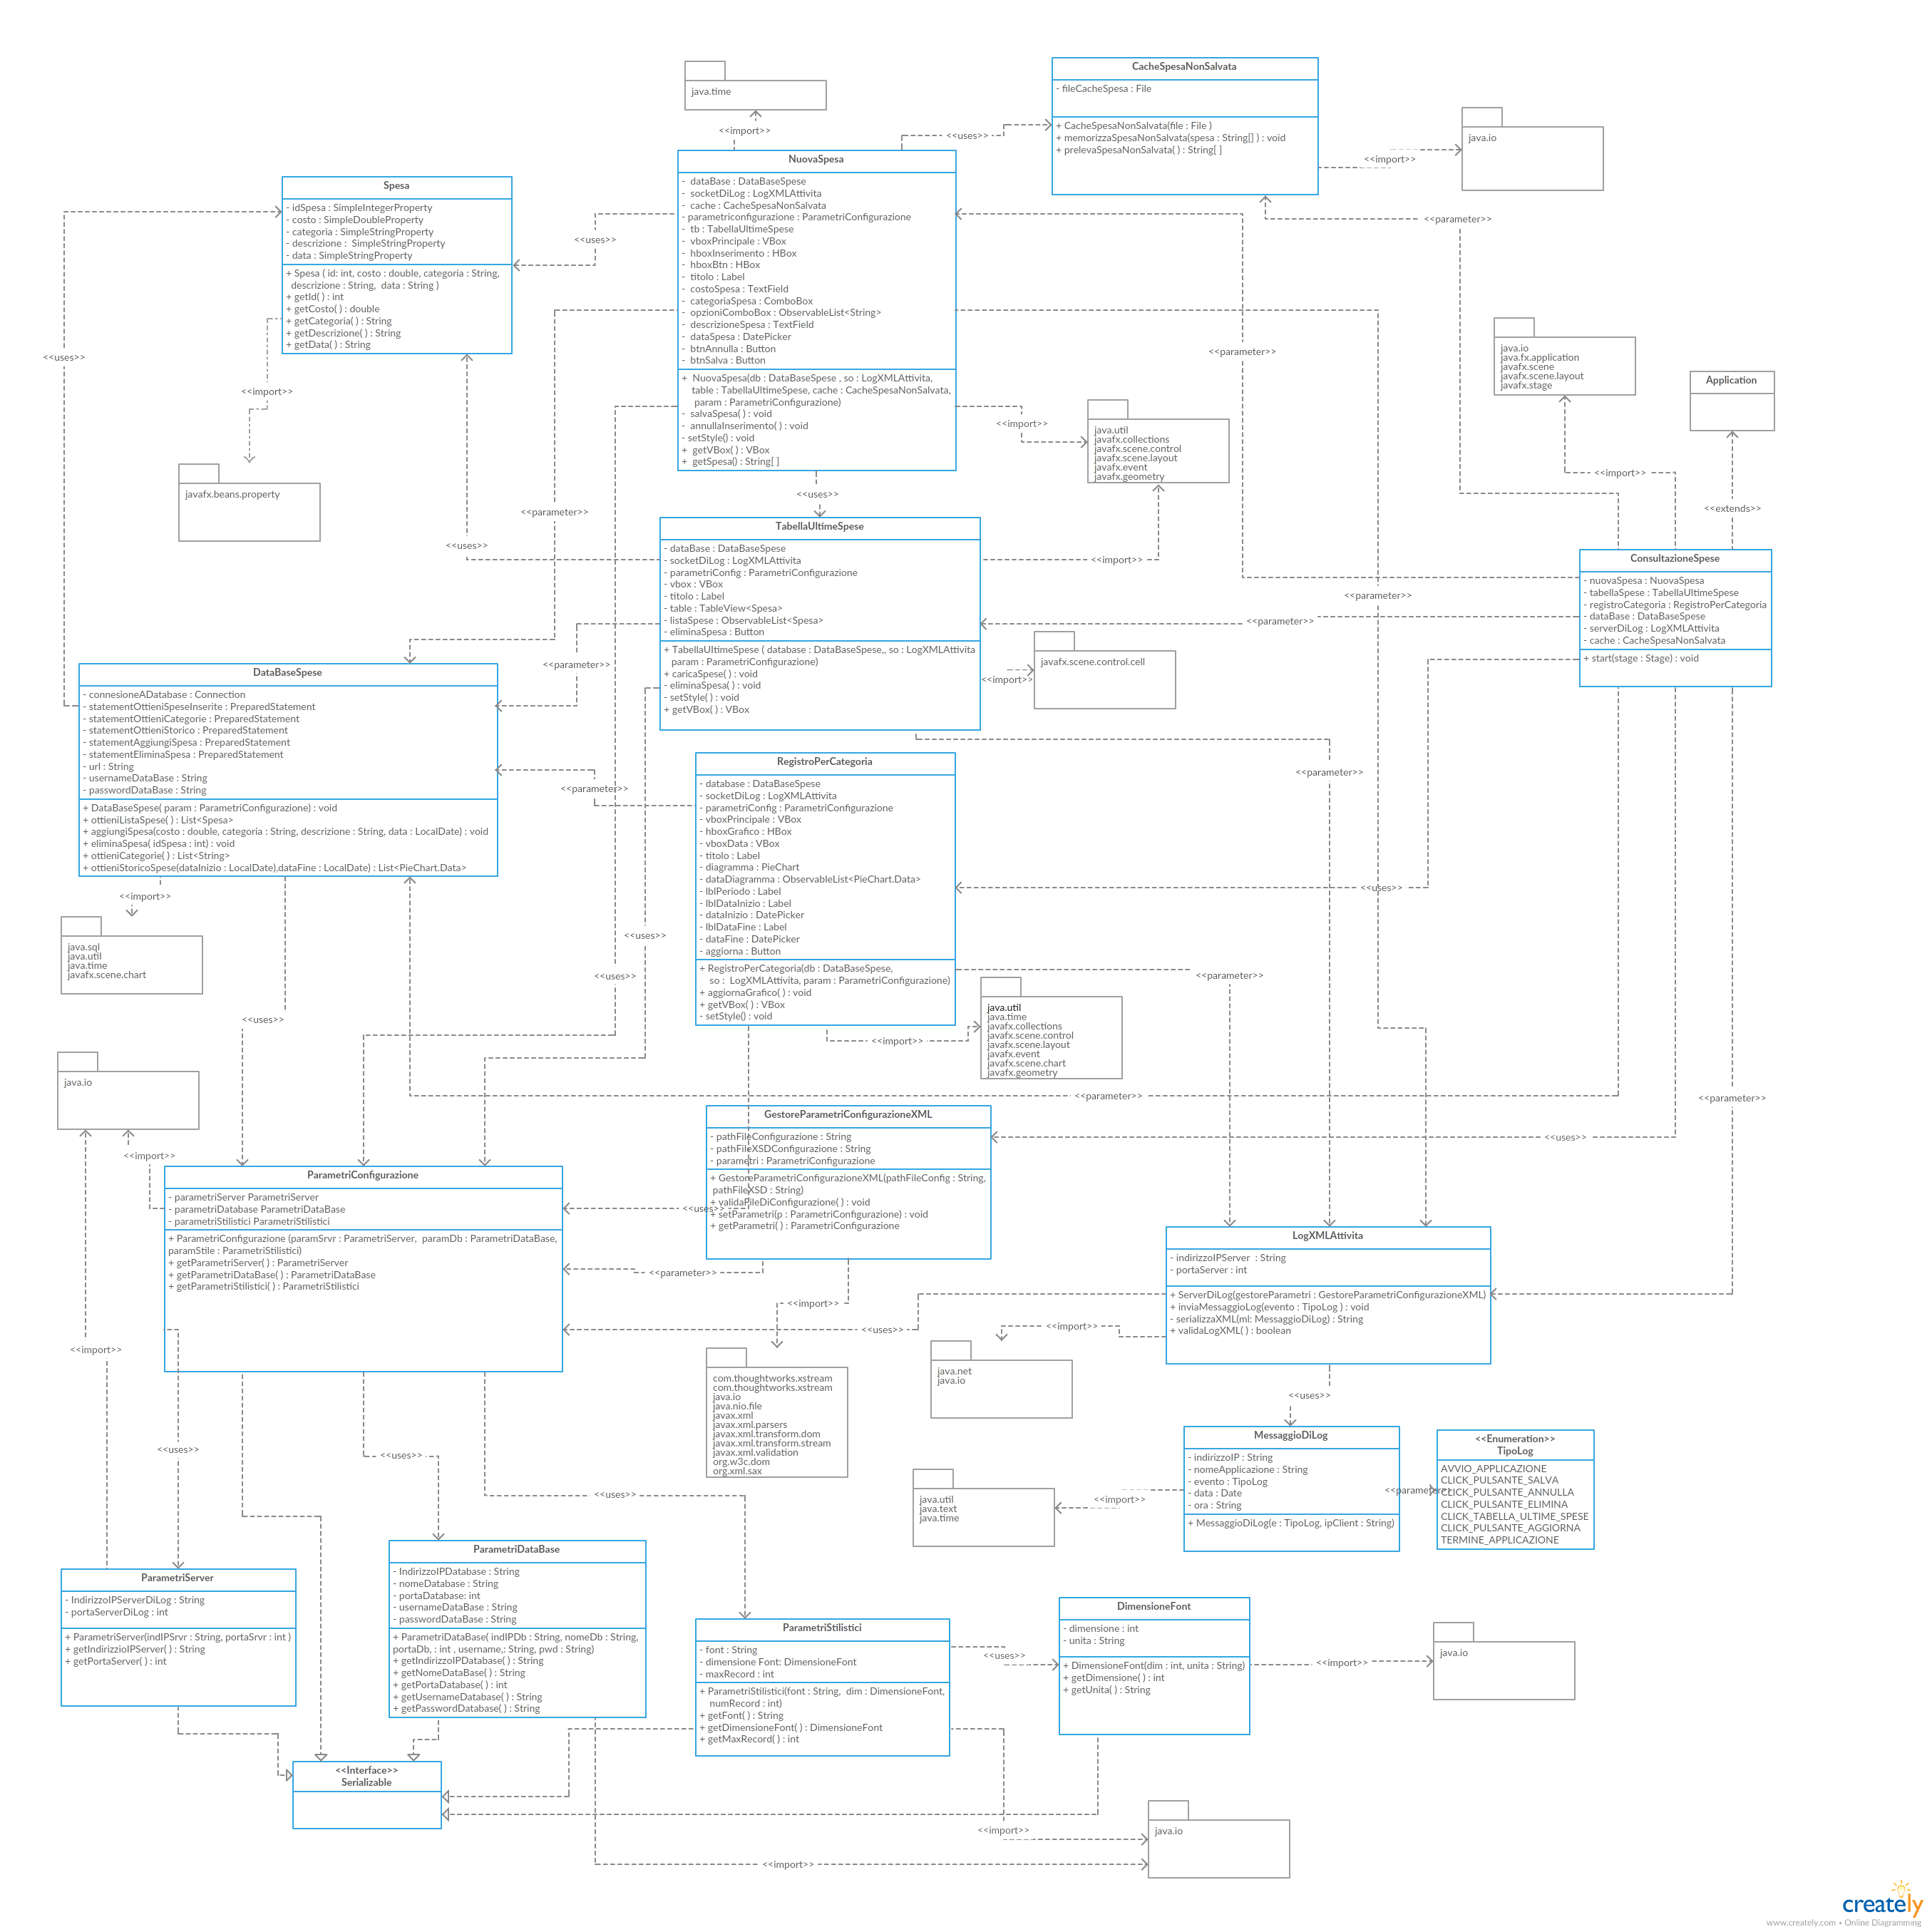 CacheSpesaNonSalvata
- fileCacheSpesa : File
+ CacheSpesaNonSalvata(file : File )
+ memorizzaSpesaNonSalvata(spesa : String[] ) : void
+ prelevaSpesaNonSalvata( ) : String[ ]
java.time
<<import>>
<<uses>>
java.io
<<import>>
<<parameter>>
NuovaSpesa
-  dataBase : DataBaseSpese
-  socketDiLog : LogXMLAttivita
-  cache : CacheSpesaNonSalvata
- parametriconfigurazione : ParametriConfigurazione
-  tb : TabellaUltimeSpese
-  vboxPrincipale : VBox
-  hboxInserimento : HBox
-  hboxBtn : HBox
-  titolo : Label
-  costoSpesa : TextField
-  categoriaSpesa : ComboBox
-  opzioniComboBox : ObservableList<String>
-  descrizioneSpesa : TextField
-  dataSpesa : DatePicker
-  btnAnnulla : Button
-  btnSalva : Button
+  NuovaSpesa(db : DataBaseSpese , so : LogXMLAttivita,
table : TabellaUltimeSpese, cache : CacheSpesaNonSalvata,
param : ParametriConfigurazione)
-  salvaSpesa( ) : void
-  annullaInserimento( ) : void
- setStyle() : void
+  getVBox( ) : VBox
+  getSpesa() : String[ ]
Spesa
- idSpesa : SimpleIntegerProperty
- costo : SimpleDoubleProperty
- categoria : SimpleStringProperty
- descrizione :  SimpleStringProperty
- data : SimpleStringProperty
+ Spesa ( id: int, costo : double, categoria : String,
descrizione : String,  data : String )
+ getId( ) : int
+ getCosto( ) : double
+ getCategoria( ) : String
+ getDescrizione( ) : String
+ getData( ) : String
<<uses>>
<<uses>>
<<import>>
javafx.beans.property
<<parameter>>
java.io
java.fx.application
javafx.scene
javafx.scene.layout
javafx.stage
Application
<<import>>
<<extends>>
<<import>>
java.util
javafx.collections
javafx.scene.control
javafx.scene.layout
javafx.event
javafx.geometry
<<uses>>
<<parameter>>
<<uses>>
TabellaUltimeSpese
- dataBase : DataBaseSpese
- socketDiLog : LogXMLAttivita
- parametriConfig : ParametriConfigurazione
- vbox : VBox
- titolo : Label
- table : TableView<Spesa>
- listaSpese : ObservableList<Spesa>
- eliminaSpesa : Button
+ TabellaUltimeSpese ( database : DataBaseSpese,, so : LogXMLAttivita
param : ParametriConfigurazione)
+ caricaSpese( ) : void
- eliminaSpesa( ) : void
- setStyle( ) : void
+ getVBox( ) : VBox
<<import>>
<<parameter>>
<<parameter>>
ConsultazioneSpese
- nuovaSpesa : NuovaSpesa
- tabellaSpese : TabellaUltimeSpese
- registroCategoria : RegistroPerCategoria
- dataBase : DataBaseSpese
- serverDiLog : LogXMLAttivita
- cache : CacheSpesaNonSalvata
+ start(stage : Stage) : void
<<parameter>>
<<import>>
javafx.scene.control.cell
DataBaseSpese
- connesioneADatabase : Connection
- statementOttieniSpeseInserite : PreparedStatement
- statementOttieniCategorie : PreparedStatement
- statementOttieniStorico : PreparedStatement
- statementAggiungiSpesa : PreparedStatement
- statementEliminaSpesa : PreparedStatement
- url : String
- usernameDataBase : String
- passwordDataBase : String
+ DataBaseSpese( param : ParametriConfigurazione) : void
+ ottieniListaSpese( ) : List<Spesa>
+ aggiungiSpesa(costo : double, categoria : String, descrizione : String, data : LocalDate) : void
+ eliminaSpesa( idSpesa : int) : void
+ ottieniCategorie( ) : List<String>
+ ottieniStoricoSpese(dataInizio : LocalDate),dataFine : LocalDate) : List<PieChart.Data>
<<parameter>>
<<parameter>>
RegistroPerCategoria
- database : DataBaseSpese
- socketDiLog : LogXMLAttivita
- parametriConfig : ParametriConfigurazione
- vboxPrincipale : VBox
- hboxGrafico : HBox
- vboxData : VBox
- titolo : Label
- diagramma : PieChart
- dataDiagramma : ObservableList<PieChart.Data>
- lblPeriodo : Label
- lblDataInizio : Label
- dataInizio : DatePicker
- lblDataFine : Label
- dataFine : DatePicker
- aggiorna : Button
+ RegistroPerCategoria(db : DataBaseSpese,
so :  LogXMLAttivita, param : ParametriConfigurazione)
+ aggiornaGrafico( ) : void
+ getVBox( ) : VBox
- setStyle() : void
<<uses>>
<<import>>
java.sql
java.util
java.time
javafx.scene.chart
<<uses>>
<<uses>>
<<parameter>>
<<uses>>
<<import>>
java.util
java.time
javafx.collections
javafx.scene.control
javafx.scene.layout
javafx.event
javafx.scene.chart
javafx.geometry
java.io
<<parameter>>
<<parameter>>
GestoreParametriConfigurazioneXML
- pathFileConfigurazione : String
- pathFileXSDConfigurazione : String
- parametri : ParametriConfigurazione
+ GestoreParametriConfigurazioneXML(pathFileConfig : String,
pathFileXSD : String)
+ validaFileDiConfigurazione( ) : void
+ setParametri(p : ParametriConfigurazione) : void
+ getParametri( ) : ParametriConfigurazione
<<uses>>
<<import>>
ParametriConfigurazione
- parametriServer ParametriServer
- parametriDatabase ParametriDataBase
- parametriStilistici ParametriStilistici
+ ParametriConfigurazione (paramSrvr : ParametriServer,  paramDb : ParametriDataBase,
paramStile : ParametriStilistici)
+ getParametriServer( ) : ParametriServer
+ getParametriDataBase( ) : ParametriDataBase
+ getParametriStilistici( ) : ParametriStilistici
<<uses>>
<<parameter>>
<<import>>
<<uses>>
LogXMLAttivita
- indirizzoIPServer  : String
- portaServer : int
+ ServerDiLog(gestoreParametri : GestoreParametriConfigurazioneXML)
+ inviaMessaggioLog(evento : TipoLog ) : void
- serializzaXML(ml: MessaggioDiLog) : String
+ validaLogXML( ) : boolean
<<import>>
java.net
java.io
<<import>>
com.thoughtworks.xstream
com.thoughtworks.xstream
java.io
java.nio.file
javax.xml
javax.xml.parsers
javax.xml.transform.dom
javax.xml.transform.stream
javax.xml.validation
org.w3c.dom
org.xml.sax
<<uses>>
MessaggioDiLog
- indirizzoIP : String
- nomeApplicazione : String
- evento : TipoLog
- data : Date
- ora : String
+ MessaggioDiLog(e : TipoLog, ipClient : String)
<<parameter>>
<<Enumeration>>
TipoLog
AVVIO_APPLICAZIONE
CLICK_PULSANTE_SALVA
CLICK_PULSANTE_ANNULLA
CLICK_PULSANTE_ELIMINA
CLICK_TABELLA_ULTIME_SPESE
CLICK_PULSANTE_AGGIORNA
TERMINE_APPLICAZIONE
<<import>>
java.util
java.text
java.time
<<uses>>
<<uses>>
<<uses>>
ParametriServer
- IndirizzoIPServerDiLog : String
- portaServerDiLog : int
+ ParametriServer(indIPSrvr : String, portaSrvr : int )
+ getIndirizzioIPServer( ) : String
+ getPortaServer( ) : int
ParametriDataBase
- IndirizzoIPDatabase : String
- nomeDatabase : String
- portaDatabase: int
- usernameDataBase : String
- passwordDataBase : String
+ ParametriDataBase( indIPDb : String, nomeDb : String,
portaDb, : int , username,: String, pwd : String)
+ getIndirizzoIPDatabase( ) : String
+ getNomeDataBase( ) : String
+ getPortaDatabase( ) : int
+ getUsernameDatabase( ) : String
+ getPasswordDatabase( ) : String
ParametriStilistici
- font : String
- dimensione Font: DimensioneFont
- maxRecord : int
+ ParametriStilistici(font : String,  dim : DimensioneFont,
numRecord : int)
+ getFont( ) : String
+ getDimensioneFont( ) : DimensioneFont
+ getMaxRecord( ) : int
<<uses>>
DimensioneFont
- dimensione : int
- unita : String
+ DimensioneFont(dim : int, unita : String)
+ getDimensione( ) : int
+ getUnita( ) : String
<<import>>
java.io
<<Interface>>
Serializable
<<import>>
java.io
<<import>>
creately
www.creately.com • Online Diagramming